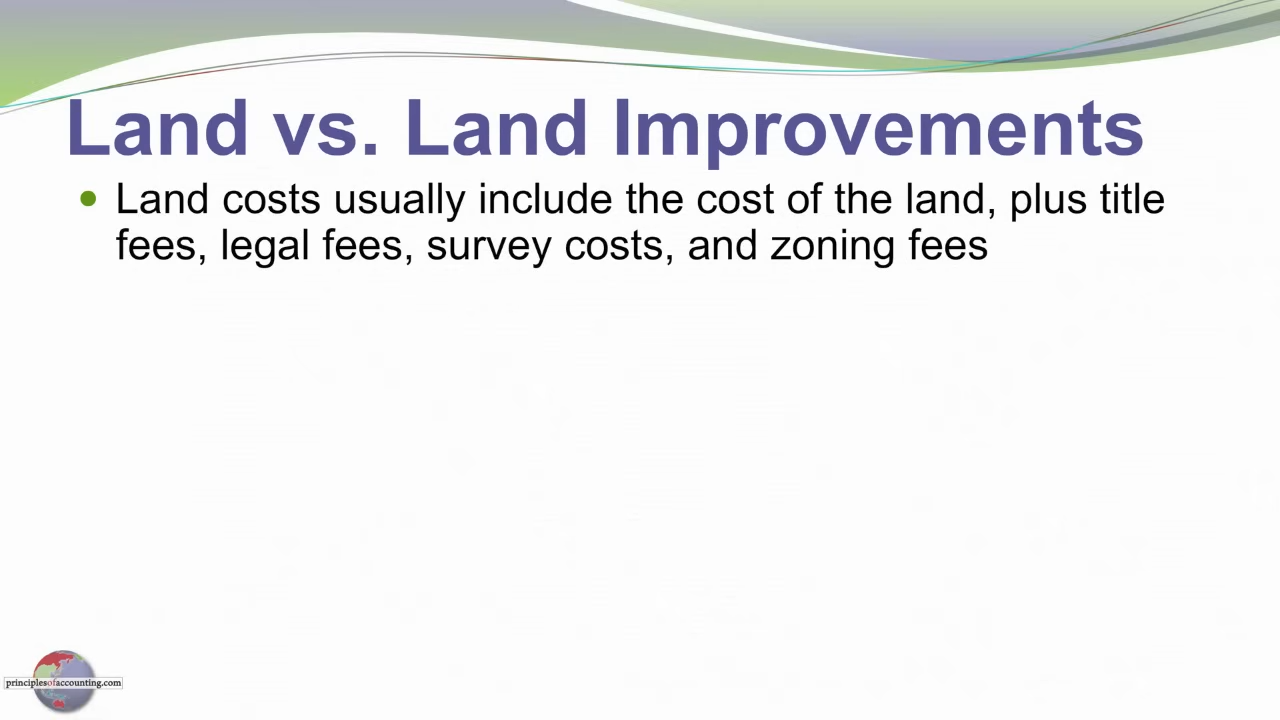 Land vs. Land Improvements
• Land costs usually include the cost of the land, plus title
fees, legal fees, survey costs, and zoning fees
principlesofaccounting.com